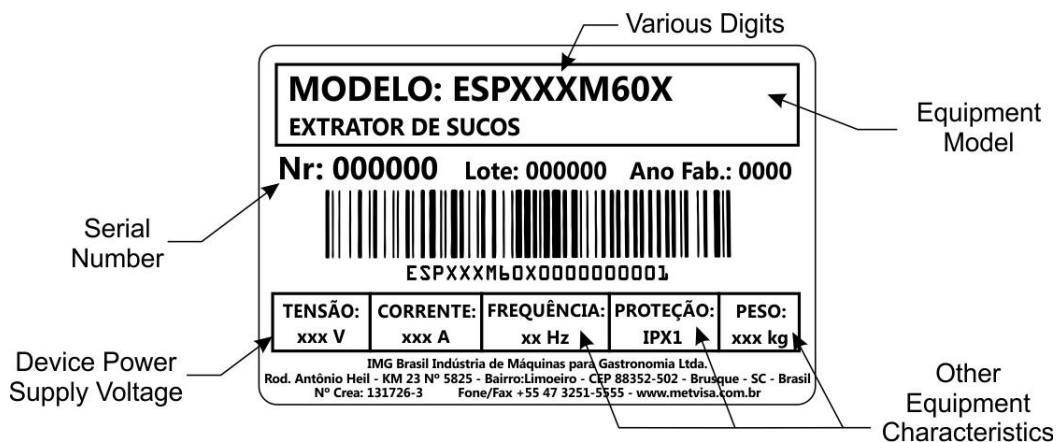 Various Digits
MODELO: ESPXXXM60X
EXTRATOR DE SUCOS
Equipment
Model
Nr: 000000 Lote: 000000 Ano Fab.: 0000
Serial
Number
ESPXXXM60X0000000001
TENSÃO: CORRENTE: FREQUÊNCIA: PROTEÇÃO: PESO:
xxx V xxx A xx Hz IPX1 xxx kg
Device Power
Supply Voltage
IMG Brasil Indústria de Máquinas para Gastronomia Ltda.
Rod. Antônio Heil - KM 23 Nº 5825 - Bairro:Limoeiro - CEP 88352-502 - Brusque - SC - Brasil
Nº Crea: 131726-3 Fone/Fax +55 47 3251-5555 - www.metvisa.com.br
Other
Equipment
Characteristics